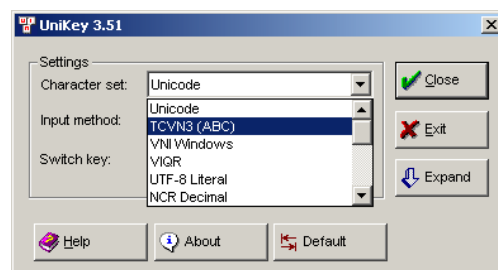 UniKey 3.51
Settings
Character set: Unicode
Close
Unicode
Input method: TCVN3 (ABC)
Exit
VNI Windows
Switch key: VIQR
UTF-8 Literal
Expand
NCR Decimal
Help About Default